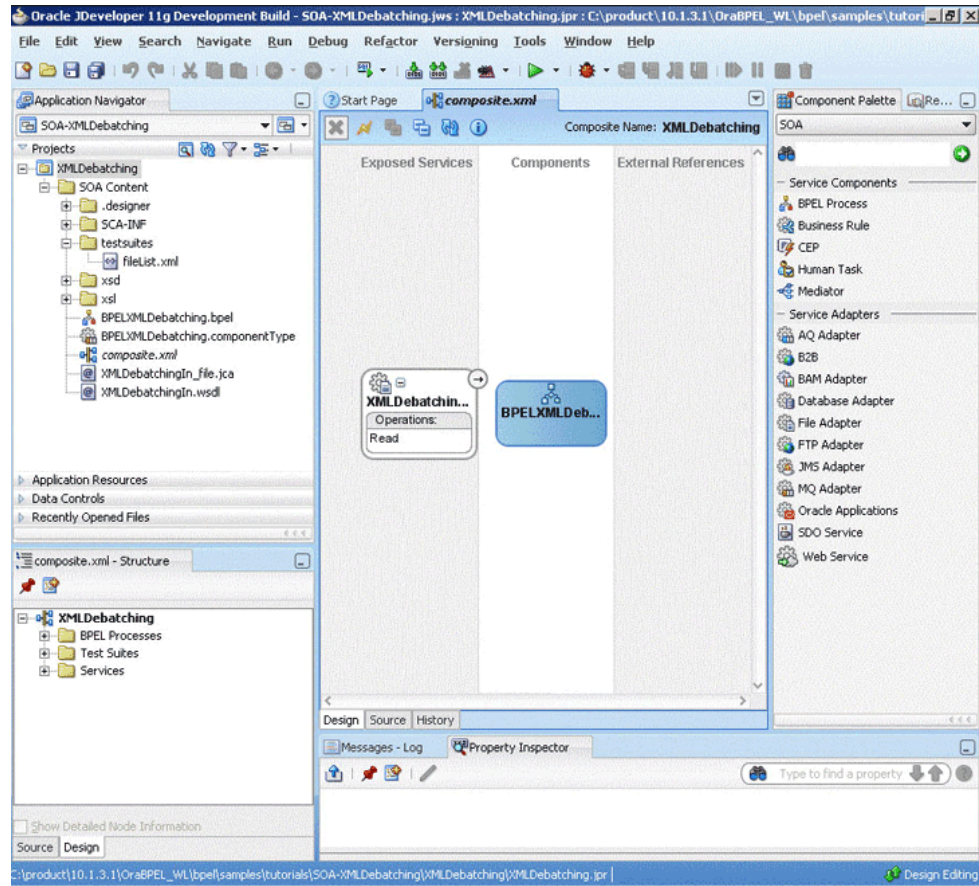 Oracle JDeveloper 11g Development Build - SOA-XMLDebatching.jws : XMLDebatching.jpr : C:\product\10.1.3.1\OraBPEL_WL\bpel\samples\tutori
File Edit View Search Navigate Run Debug Refactor Versioning Tools Window Help
Application Navigator
SOA-XMLDebatching
Projects
XMLDebatching
SOA Content
.designer
SCA-INF
testsuites
fileList.xml
xsd
xsl
BPELXMLDebatching.bpel
BPELXMLDebatching.componentType
composite.xml
XMLDebatchingIn_file.jca
XMLDebatchingIn.wsdl
Application Resources
Data Controls
Recently Opened Files
composite.xml - Structure
XMLDebatching
BPEL Processes
Test Suites
Services
Show Detailed Node Information
Source Design
Start Page composite.xml
Composite Name: XMLDebatching
Exposed Services Components External References
XMLDebatchin...
Operations:
Read
BPELXMLDeb...
Design Source History
Messages - Log Property Inspector
Type to find a property
Component Palette Re...
SOA
Service Components
BPEL Process
Business Rule
CEP
Human Task
Mediator
Service Adapters
AQ Adapter
B2B
BAM Adapter
Database Adapter
File Adapter
FTP Adapter
JMS Adapter
MQ Adapter
Oracle Applications
SDO Service
Web Service
C:\product\10.1.3.1\OraBPEL_WL\bpel\samples\tutorials\SOA-XMLDebatching\XMLDebatching\XMLDebatching.jpr
Design Editing